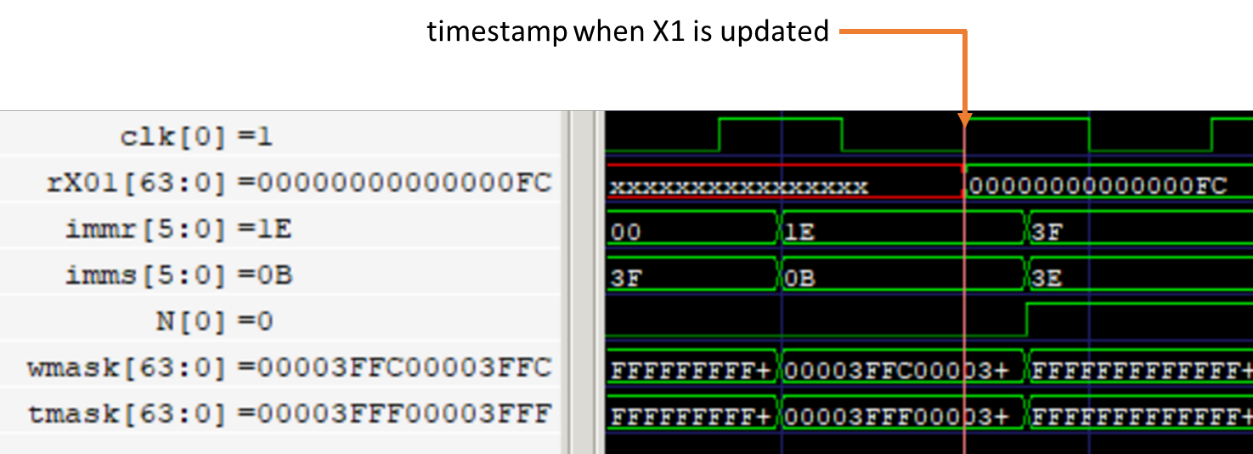 timestamp when X1 is updated
clk[0] =1
rX01[63:0] =00000000000000FC xxxxxxxxxxxxxxxx 00000000000000FC
immr[5:0] =1E 00 1E 3F
imms[5:0] =0B 3F 0B 3E
N[0] =0
wmask[63:0] =00003FFC00003FFC FFFFFFFFF+ 00003FFC00003+ FFFFFFFFFFFFF+
tmask[63:0] =00003FFF00003FFF FFFFFFFFF+ 00003FFF00003+ FFFFFFFFFFFFF+